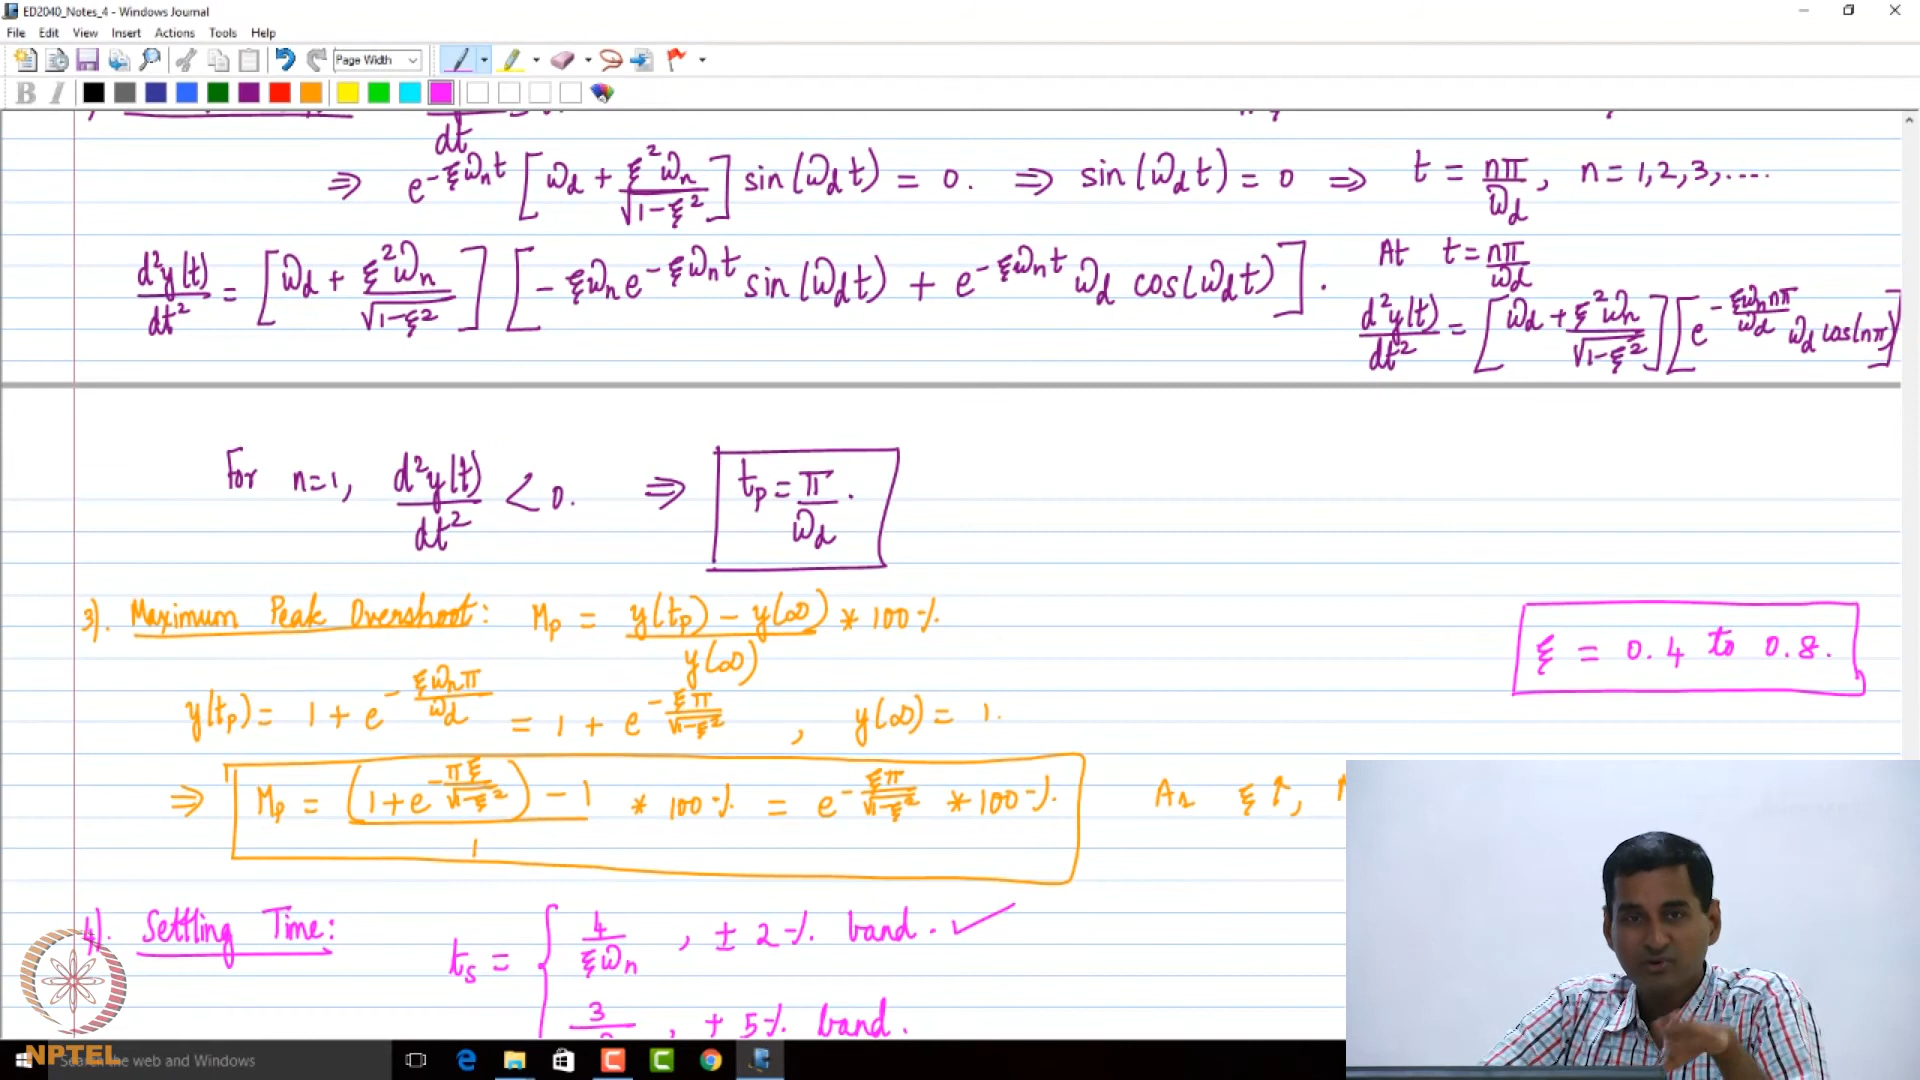 ED2040_Notes_4 - Windows Journal
File Edit View Insert Actions Tools Help
Page Width
B I
dt
⇒ e^{-ξω_n t} [ω_d + ξ²ω_n/√(1-ξ²)] sin(ω_d t) = 0. ⇒ sin(ω_d t) = 0 ⇒ t = nπ/ω_d, n = 1,2,3,....
d²y(t)/dt² = [ω_d + ξ²ω_n/√(1-ξ²)] [-ξω_n e^{-ξω_n t} sin(ω_d t) + e^{-ξω_n t} ω_d cos(ω_d t)]. At t = nπ/ω_d
d²y(t)/dt² = [ω_d + ξ²ω_n/√(1-ξ²)] [e^{-ξω_n nπ/ω_d} ω_d cos(nπ)]
For n=1, d²y(t)/dt² < 0. ⇒ t_p = π/ω_d.
3). Maximum Peak Overshoot: M_p = (y(t_p) - y(∞))/y(∞) * 100%
ξ = 0.4 to 0.8.
y(t_p) = 1 + e^{-ξω_n π/ω_d} = 1 + e^{-ξπ/√(1-ξ²)}, y(∞) = 1.
⇒ M_p = ((1+e^{-πξ/√(1-ξ²)}) - 1)/1 * 100% = e^{-ξπ/√(1-ξ²)} * 100%. As ξ ↑,
4). Settling Time: t_s = { 4/(ξω_n), ± 2% band. ✓
3 , ± 5% band.
NPTEL
Search the web and Windows